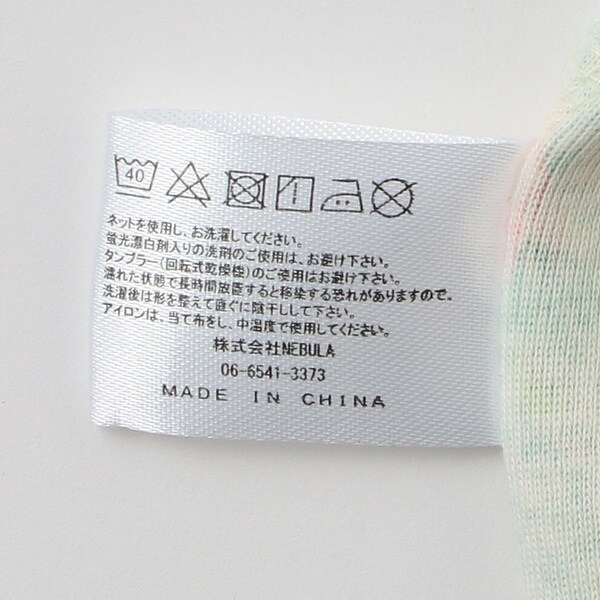 40
ネットを使用し、お洗濯してください。
蛍光漂白剤入りの洗剤のご使用は、お避け下さい。
タンブラー(回転式乾燥機)のご使用はお避け下さい。
濡れた状態で長時間放置すると移染する恐れがありますので、
洗濯後は形を整えて直ぐに陰干しして下さい。
アイロンは、当て布をし、中温度で使用してください。
株式会社NEBULA
06-6541-3373
MADE IN CHINA